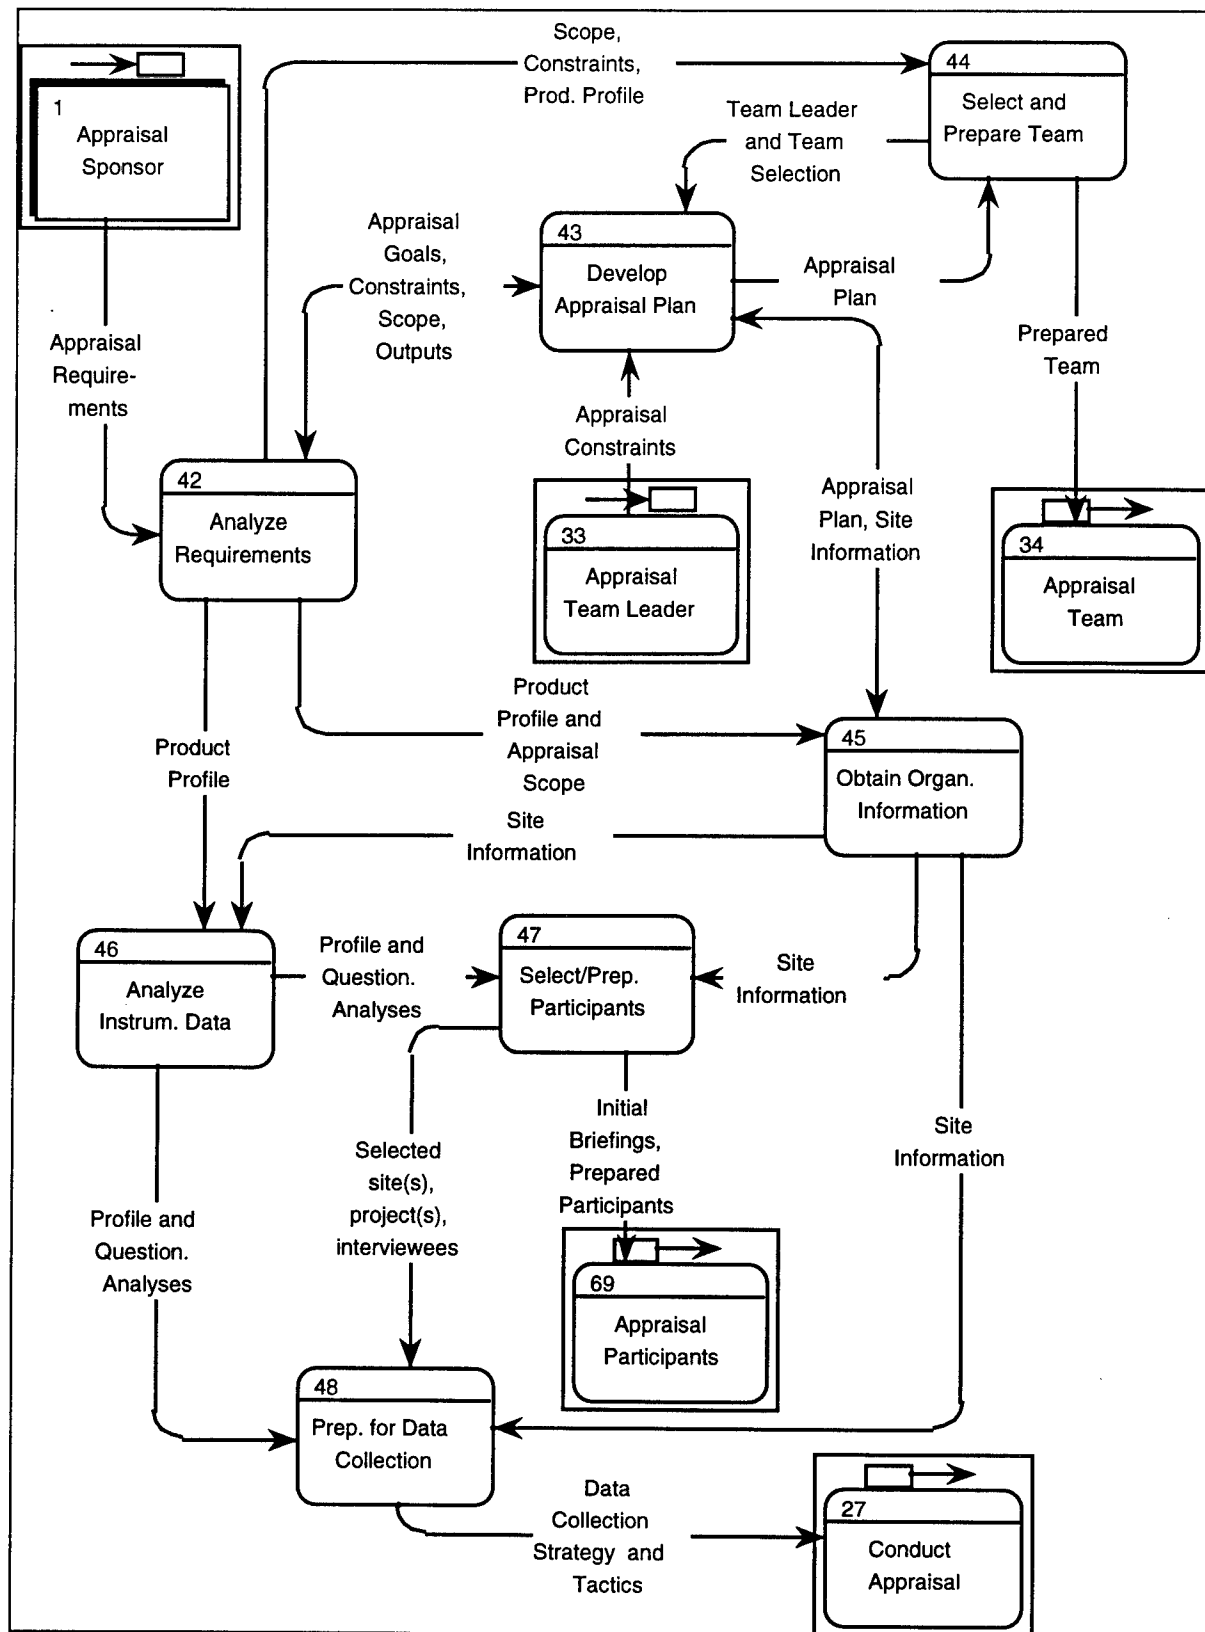 Scope,
Constraints,
Prod. Profile
44
Select and
Prepare Team
1
Appraisal
Sponsor
Team Leader
and Team
Selection
Appraisal
Goals,
Constraints,
Scope,
Outputs
43
Develop
Appraisal Plan
Appraisal
Plan
Appraisal
Require-
ments
Prepared
Team
Appraisal
Constraints
42
Analyze
Requirements
33
Appraisal
Team Leader
Appraisal
Plan, Site
Information
34
Appraisal
Team
Product
Profile and
Appraisal
Scope
Product
Profile
45
Obtain Organ.
Information
Site
Information
46
Analyze
Instrum. Data
Profile and
Question.
Analyses
47
Select/Prep.
Participants
Site
Information
Selected
site(s),
project(s),
interviewees
Initial
Briefings,
Prepared
Participants
Site
Information
Profile and
Question.
Analyses
69
Appraisal
Participants
48
Prep. for Data
Collection
Data
Collection
Strategy and
Tactics
27
Conduct
Appraisal